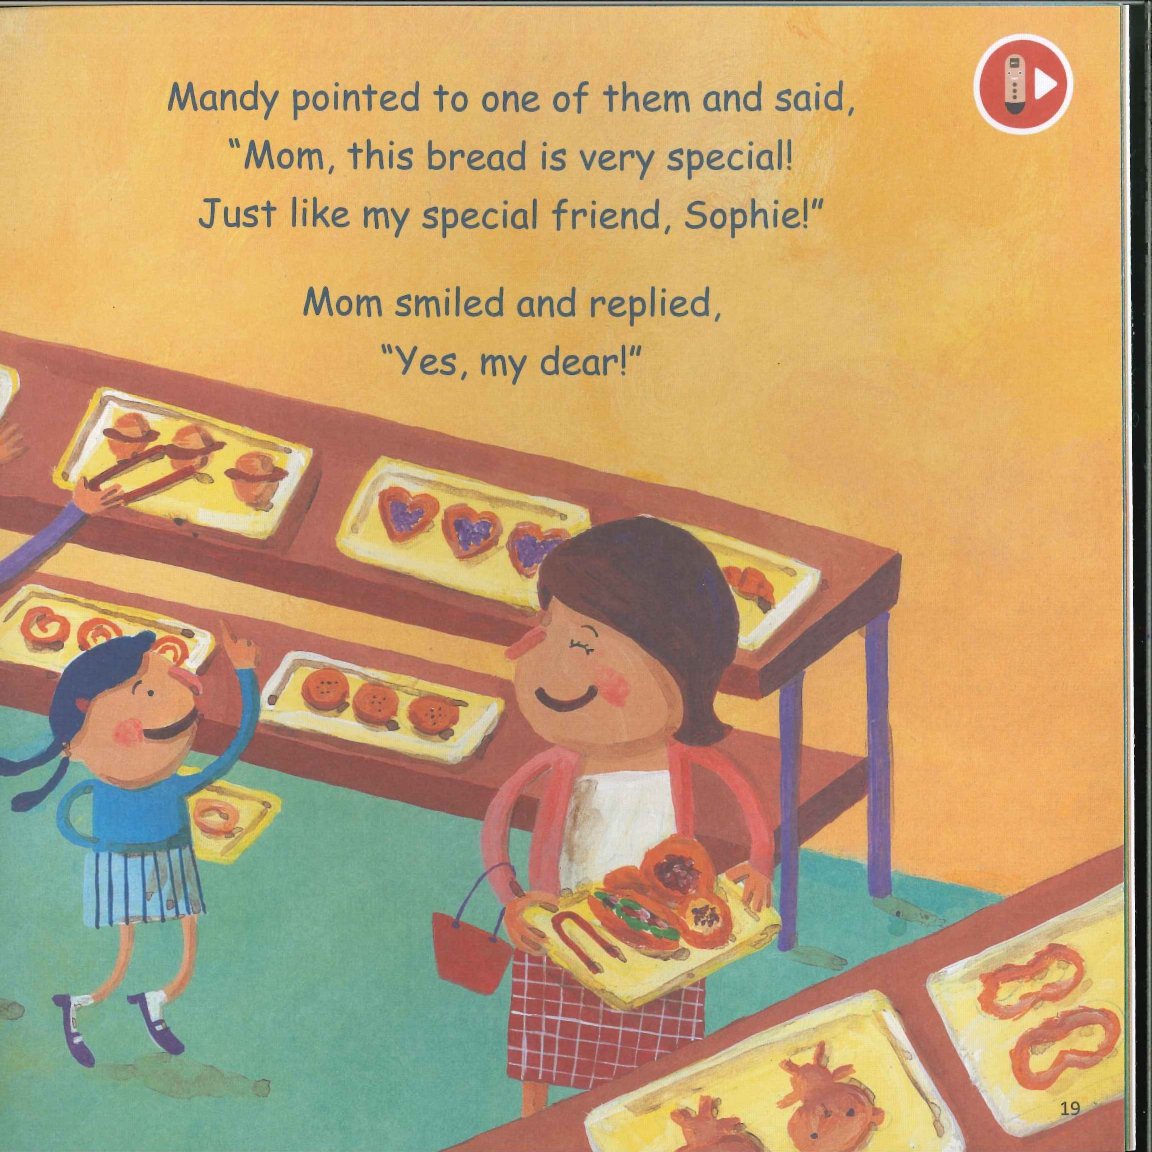 Mandy pointed to one of them and said,
“Mom, this bread is very special!
Just like my special friend, Sophie!”
Mom smiled and replied,
“Yes, my dear!”
19